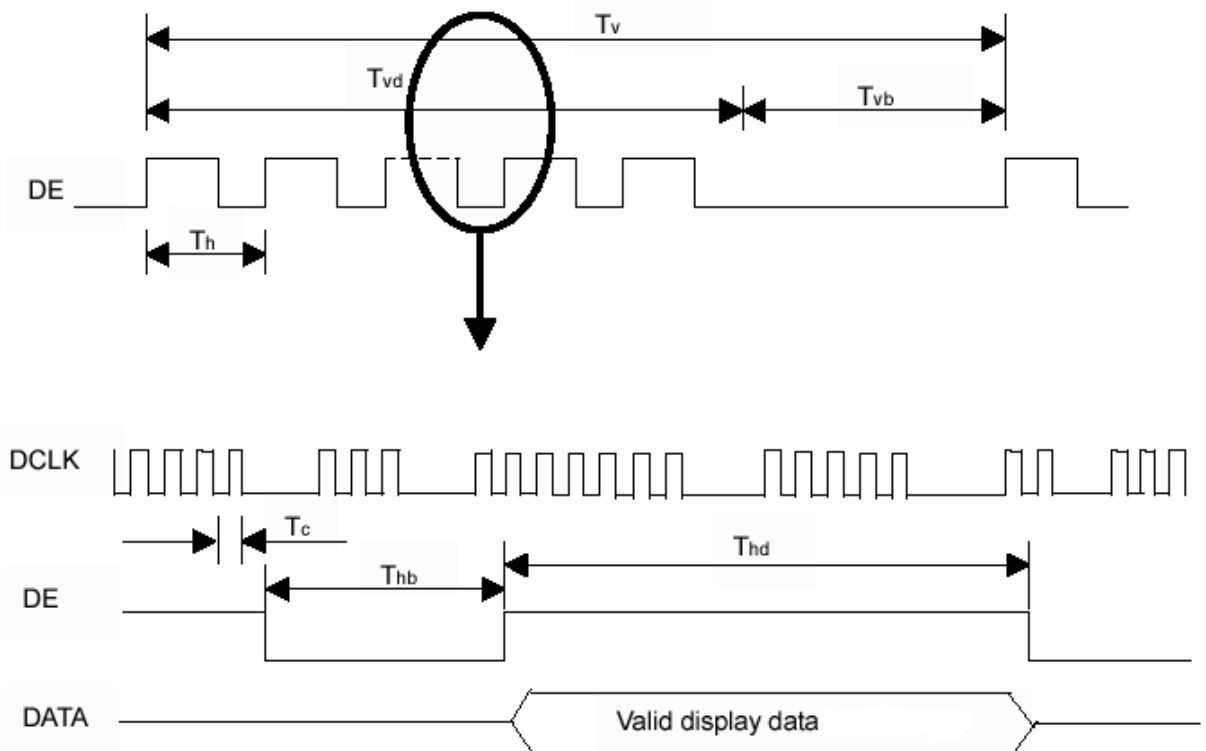 Tv
Tvd
Tvb
DE
Th
DCLK
Tc
Thd
Thb
DE
DATA
Valid display data